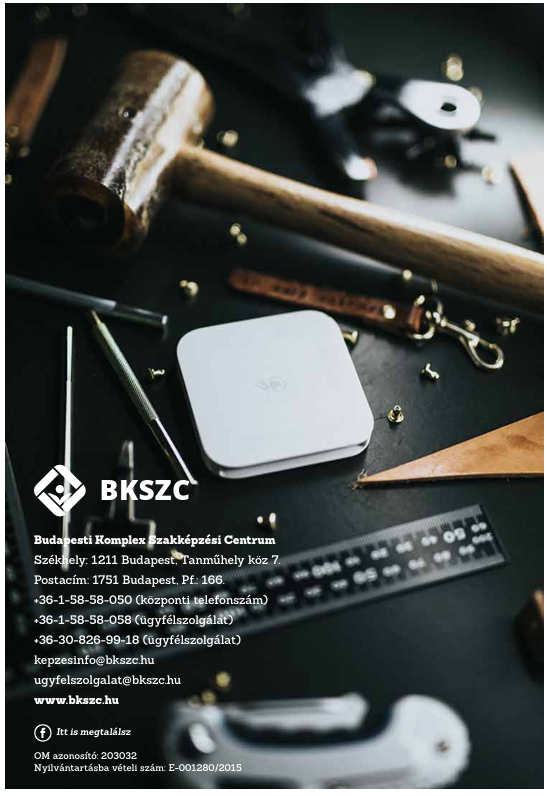 BKSZC
Budapesti Komplex Szakképzési Centrum
Székhely: 1211 Budapest, Tanműhely köz 7.
Postacím: 1751 Budapest, Pf.: 166.
+36-1-58-58-050 (központi telefonszám)
+36-1-58-58-058 (ügyfélszolgálat)
+36-30-826-99-18 (ügyfélszolgálat)
kepzesinfo@bkszc.hu
ugyfelszolgalat@bkszc.hu
www.bkszc.hu
Itt is megtalálsz
OM azonosító: 203032
Nyilvántartásba vételi szám: E-001280/2015